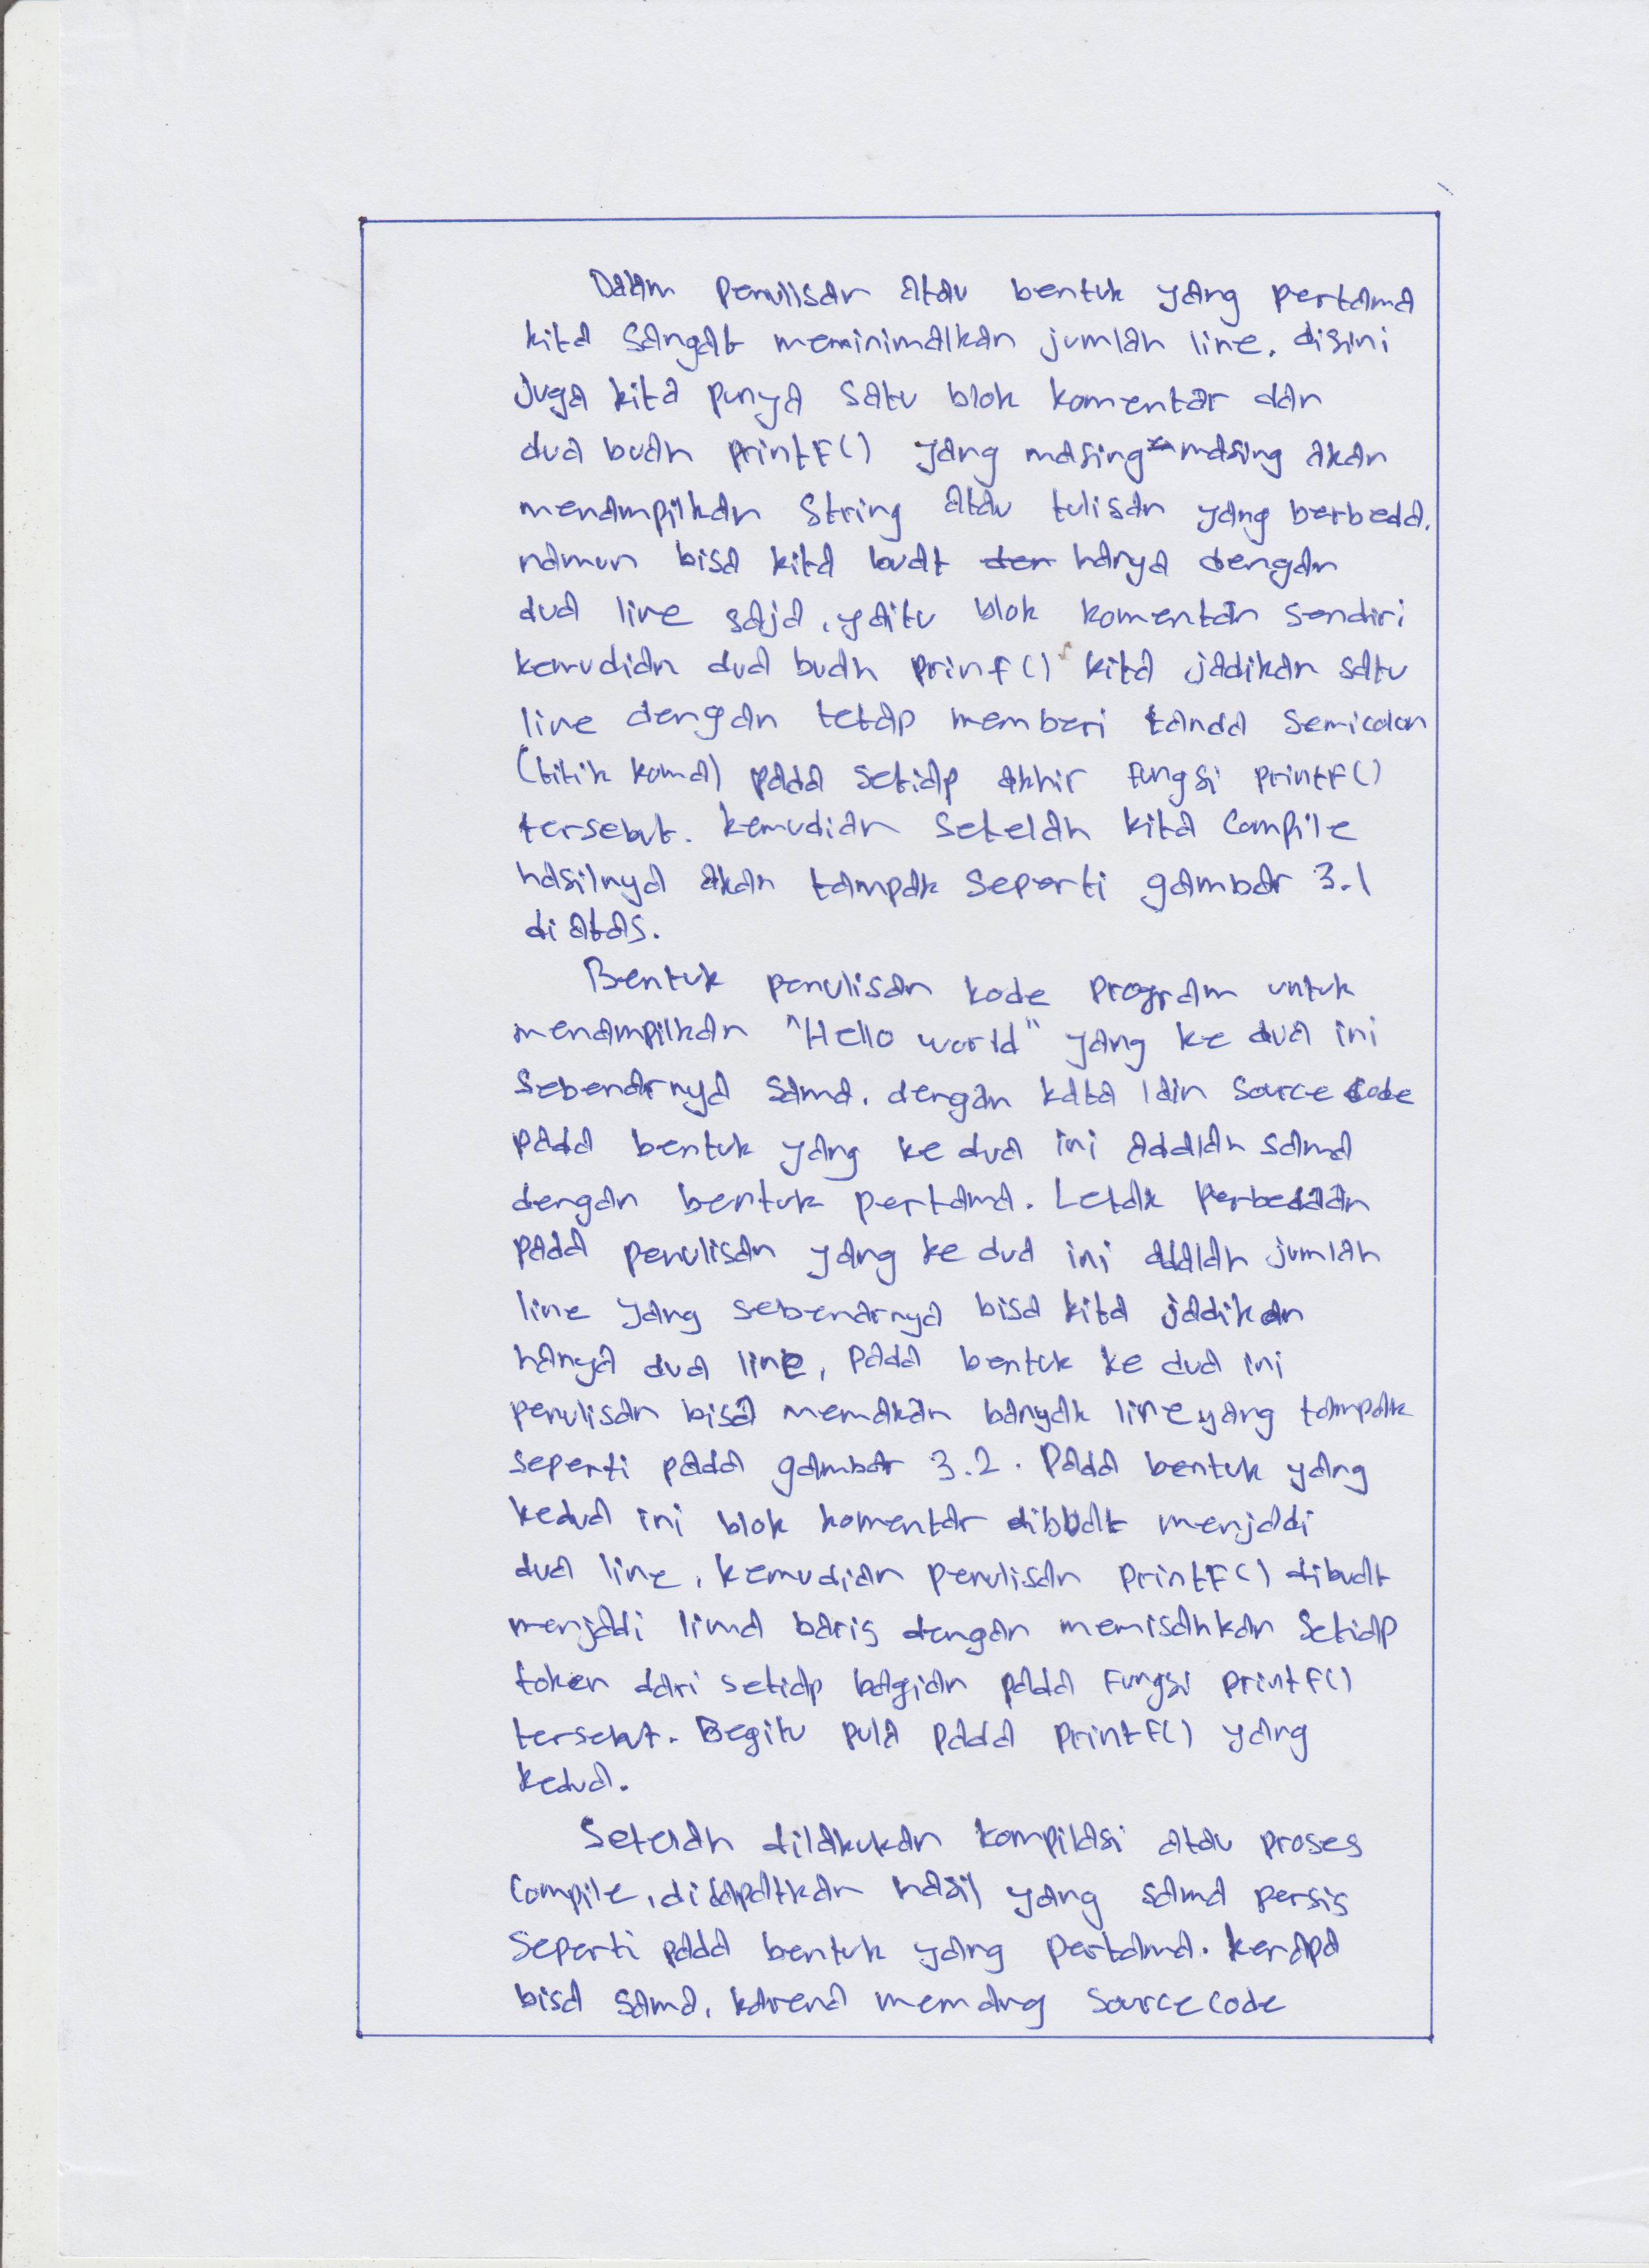 Dalam penulisan atau bentuk yang pertama
kita sangat meminimalkan jumlah line. disini
juga kita punya satu blok komentar dan
dua buah printf() yang masing-masing akan
menampilkan string atau tulisan yang berbeda.
namun bisa kita buat den hanya dengan
dua line saja, yaitu blok komentar sendiri
kemudian dua buah prinf() kita jadikan satu
line dengan tetap memberi tanda semicolon
(titik koma) pada setiap akhir fungsi printf()
tersebut. kemudian setelah kita compile
hasilnya akan tampak seperti gambar 3.1
di atas.
Bentuk penulisan kode program untuk
menampilkan "Hello world" yang ke dua ini
sebenarnya sama. dengan kata lain source code
pada bentuk yang ke dua ini adalah sama
dengan bentuk pertama. Letak perbedaan
pada penulisan yang ke dua ini adalah jumlah
line yang sebenarnya bisa kita jadikan
hanya dua line, pada bentuk ke dua ini
penulisan bisa memakan banyak line yang tampak
seperti pada gambar 3.2. Pada bentuk yang
kedua ini blok komentar dibuat menjadi
dua line, kemudian penulisan printf() dibuat
menjadi lima baris dengan memisahkan setiap
token dari setiap bagian pada fungsi printf()
tersebut. Begitu pula pada printf() yang
kedua.
Setelah dilakukan kompilasi atau proses
compile, didapatkan hasil yang sama persis
seperti pada bentuk yang pertama. kenapa
bisa sama, karena memang source code